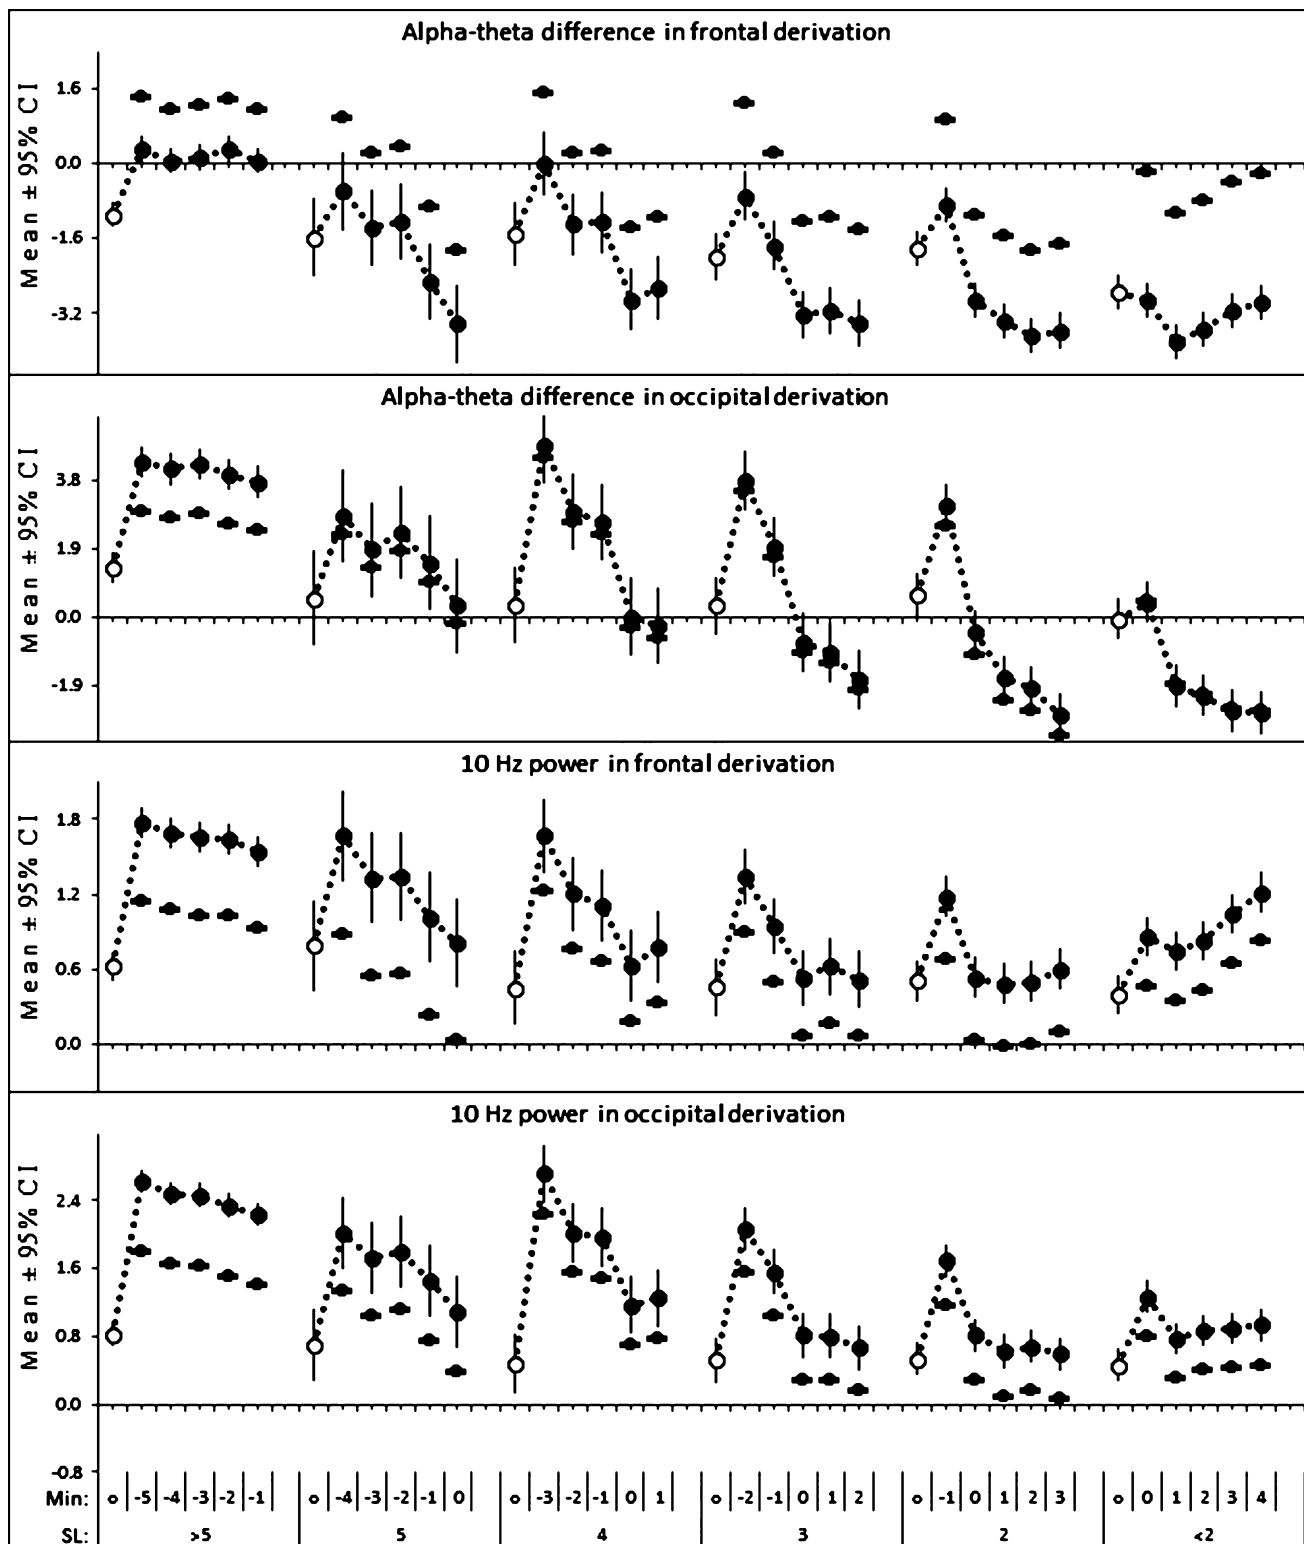 Alpha-theta difference in frontal derivation
Mean ± 95% CI
1.6
0.0
-1.6
-3.2
Alpha-theta difference in occipital derivation
Mean ± 95% CI
3.8
1.9
0.0
-1.9
10 Hz power in frontal derivation
Mean ± 95% CI
1.8
1.2
0.6
0.0
10 Hz power in occipital derivation
Mean ± 95% CI
2.4
1.6
0.8
0.0
-0.8
Min: o -5 -4 -3 -2 -1 o -4 -3 -2 -1 0 o -3 -2 -1 0 1 o -2 -1 0 1 2 o -1 0 1 2 3 o 0 1 2 3 4
SL: >5 5 4 3 2 <2